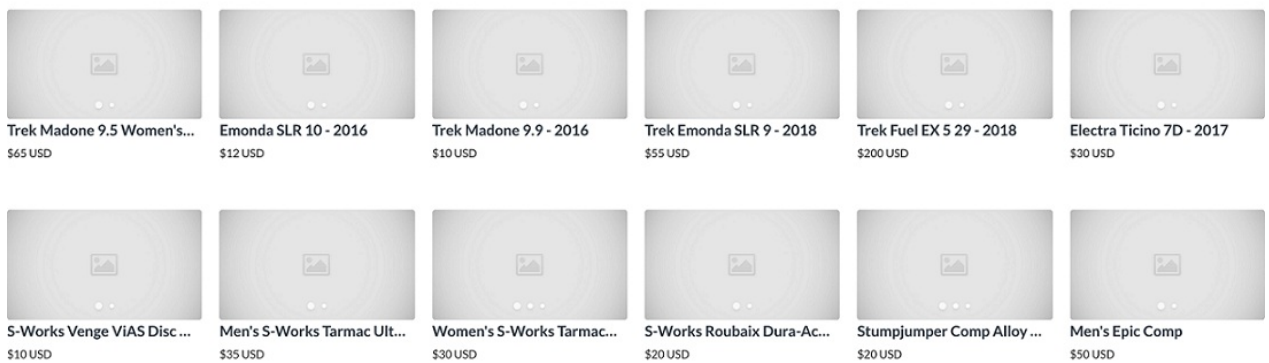 Trek Madone 9.5 Women's...
Emonda SLR 10 - 2016
Trek Madone 9.9 - 2016
Trek Emonda SLR 9 - 2018
Trek Fuel EX 5 29 - 2018
Electra Ticino 7D - 2017
$65 USD
$12 USD
$10 USD
$55 USD
$200 USD
$30 USD
S-Works Venge ViAS Disc ...
Men's S-Works Tarmac Ult...
Women's S-Works Tarmac...
S-Works Roubaix Dura-Ac...
Stumpjumper Comp Alloy ...
Men's Epic Comp
$10 USD
$35 USD
$30 USD
$20 USD
$20 USD
$50 USD